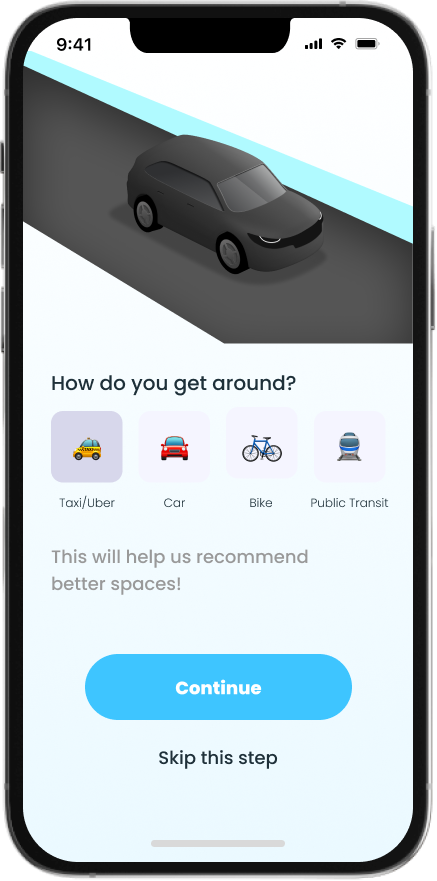 9:41
How do you get around?
Taxi/Uber Car Bike Public Transit
This will help us recommend
better spaces!
Continue
Skip this step